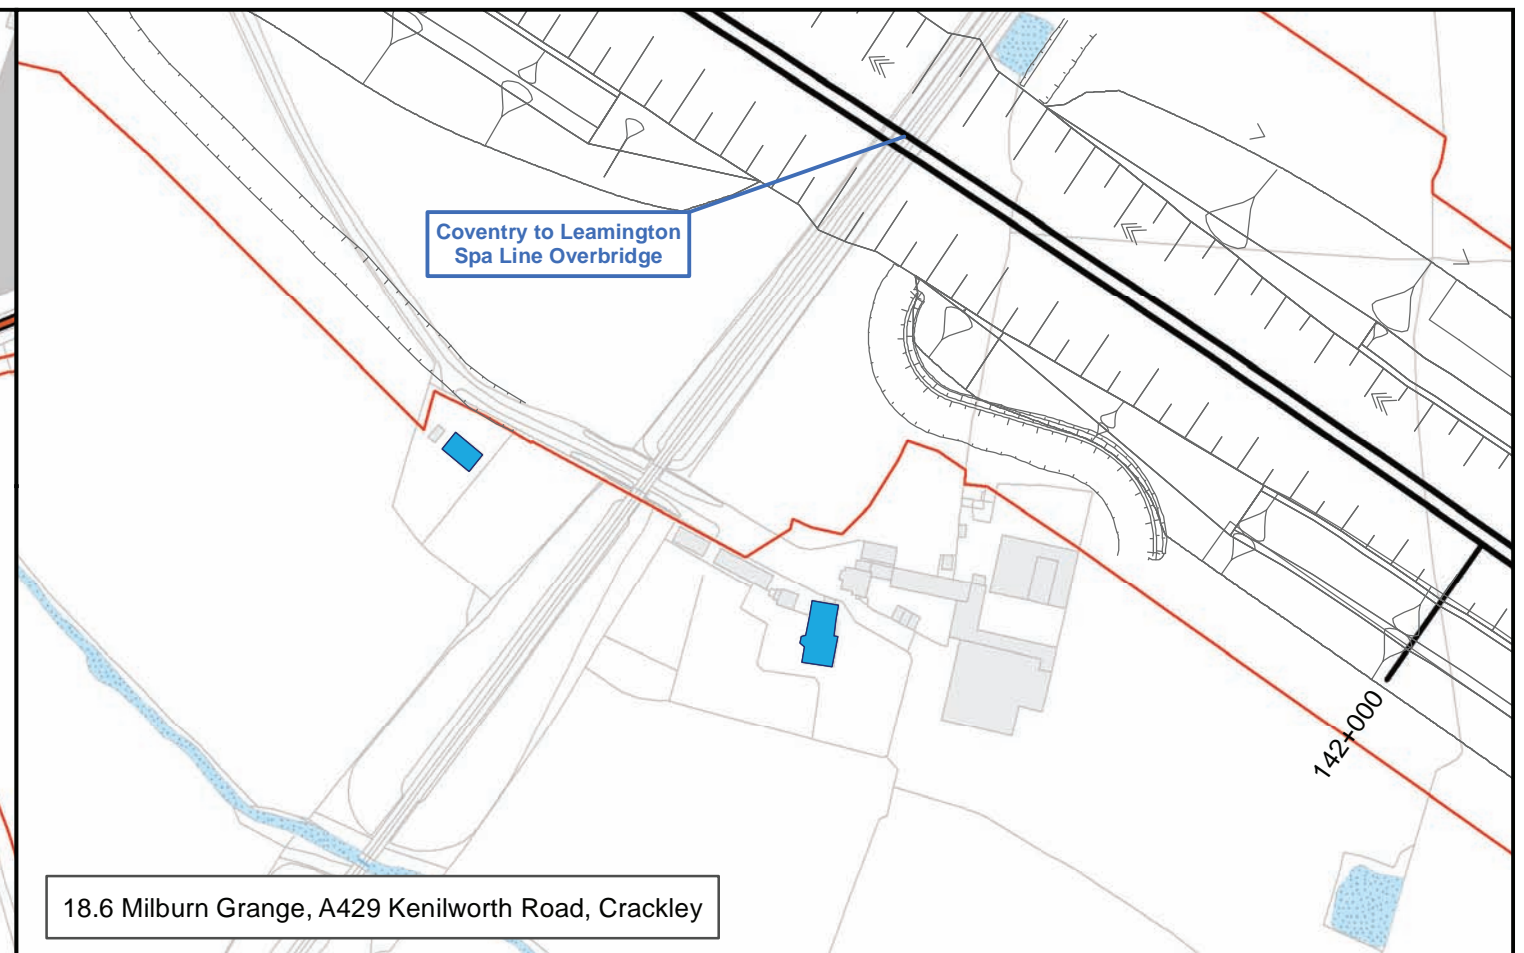 Coventry to Leamington
Spa Line Overbridge
142+000
18.6 Milburn Grange, A429 Kenilworth Road, Crackley